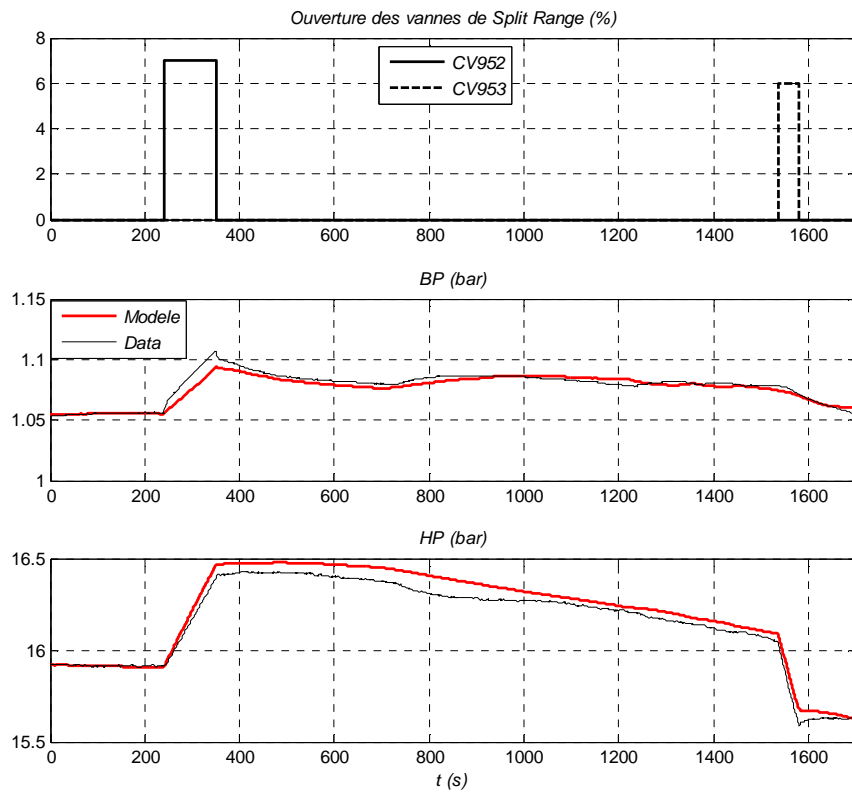 Ouverture des vannes de Split Range (%)
8
6
4
2
0
CV952
CV953
0 200 400 600 800 1000 1200 1400 1600
BP (bar)
1.15
1.1
1.05
1
Modele
Data
0 200 400 600 800 1000 1200 1400 1600
HP (bar)
16.5
16
15.5
0 200 400 600 800 1000 1200 1400 1600
t (s)